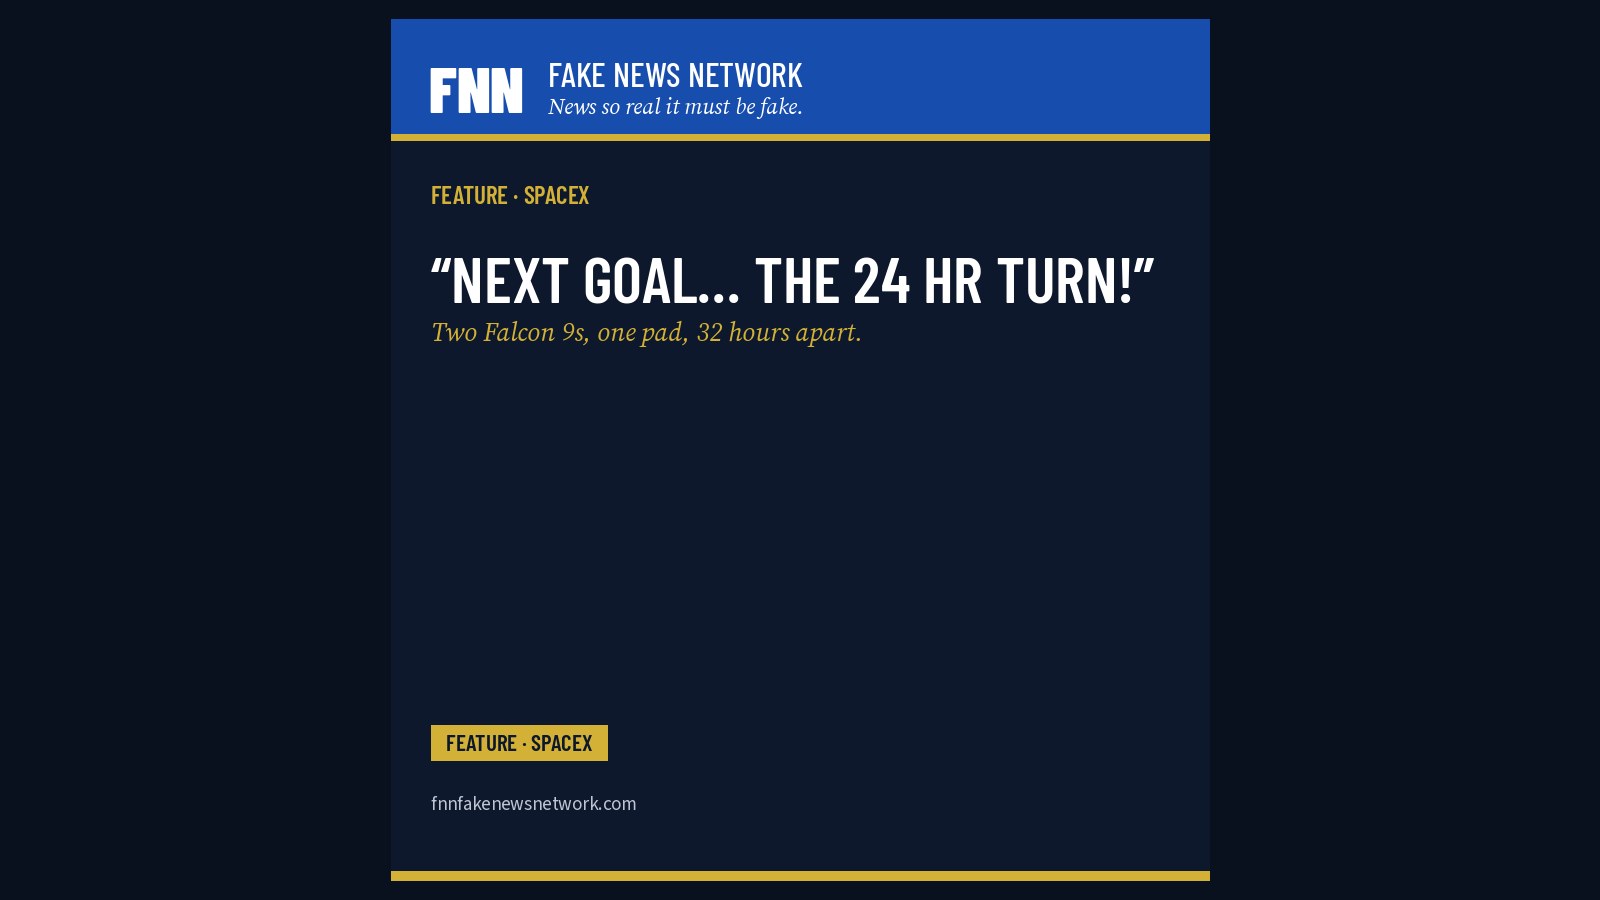 FNN
FAKE NEWS NETWORK
News so real it must be fake.
FEATURE · SPACEX
“NEXT GOAL... THE 24 HR TURN!”
Two Falcon 9s, one pad, 32 hours apart.
FEATURE · SPACEX
fnnfakenewsnetwork.com